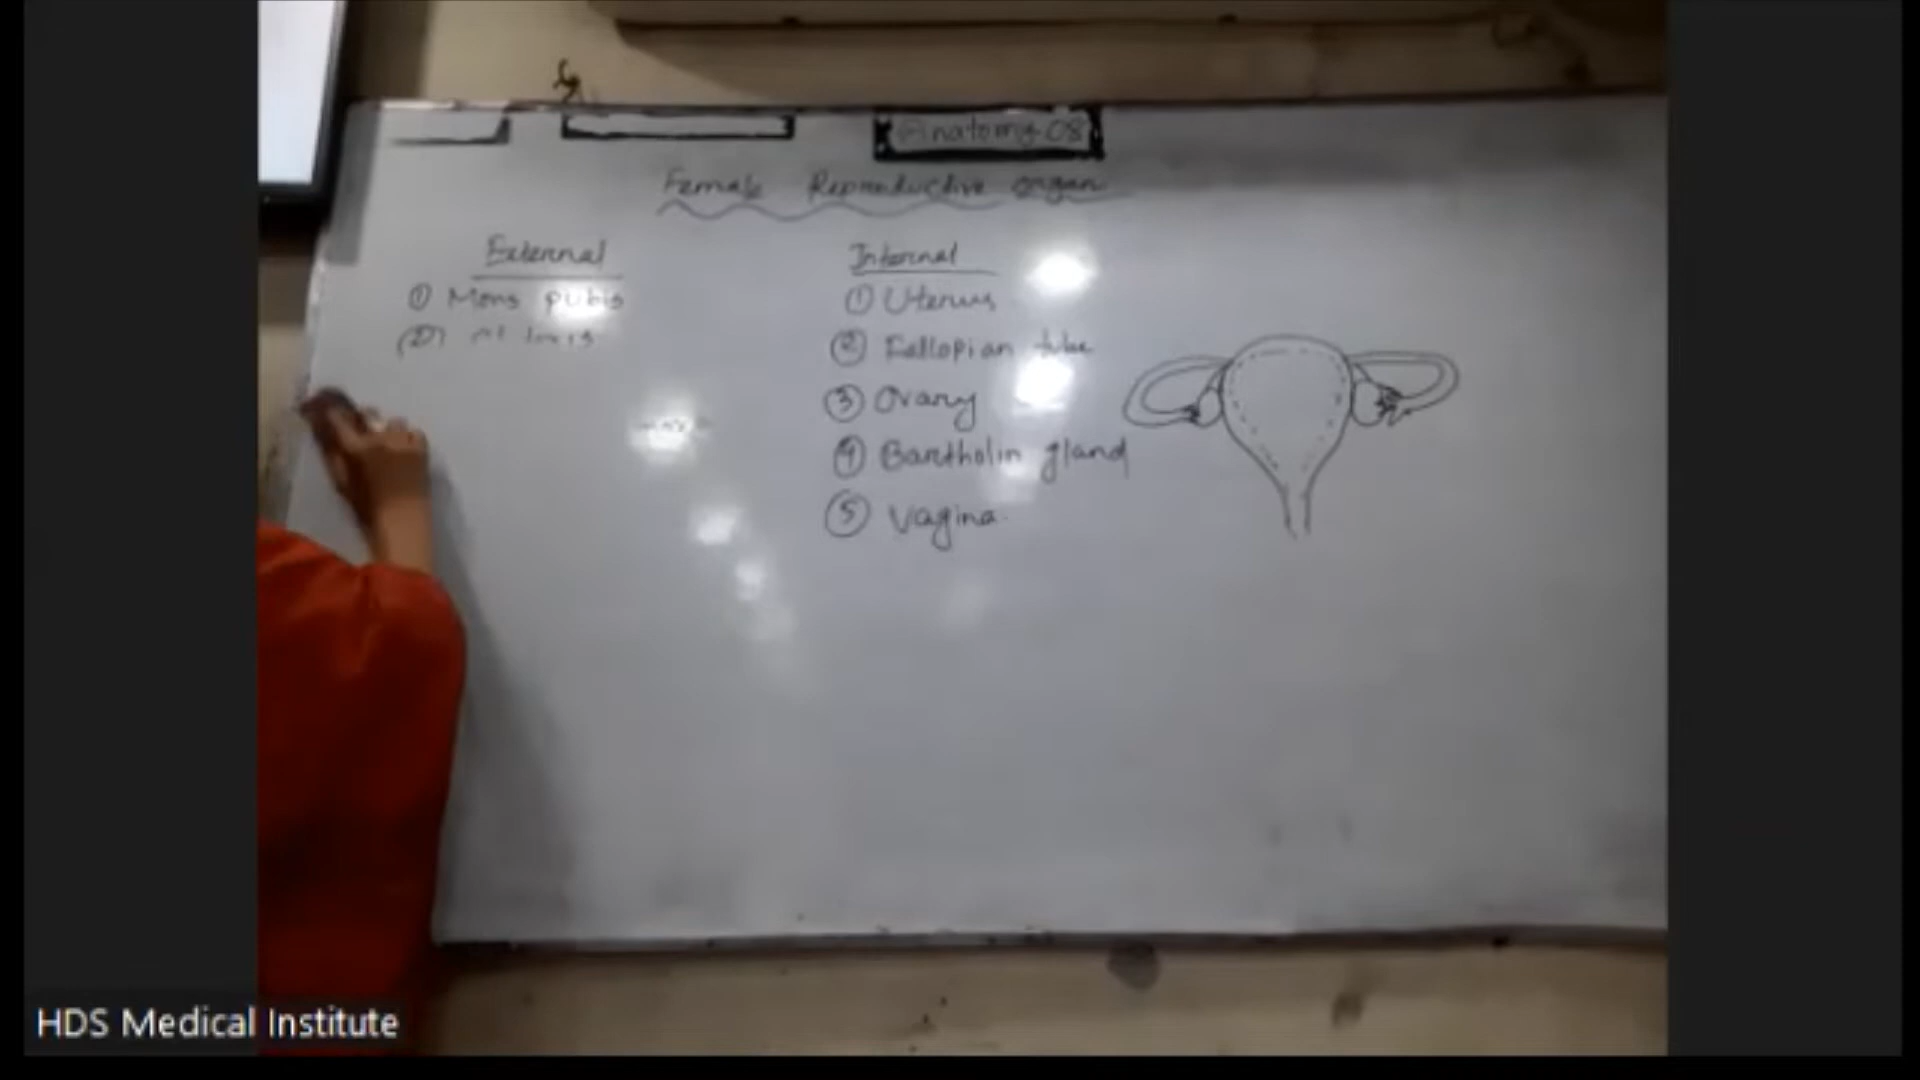 Anatomy-08
Female Reproductive organ
External
① Mons pubis
②
Internal
① Uterus
② Fallopian tube
③ Ovary
④ Bartholin gland
⑤ Vagina
HDS Medical Institute